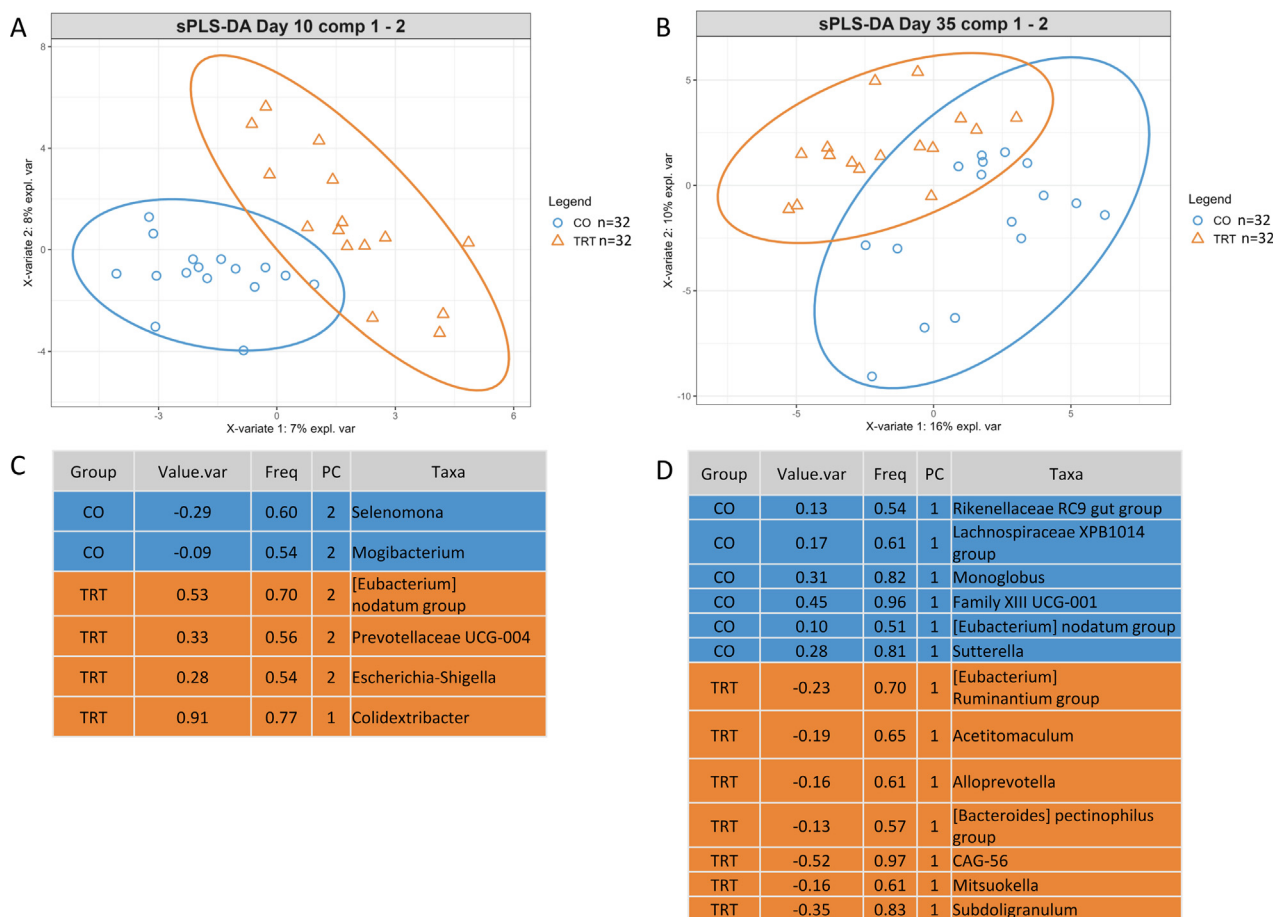 A
sPLS-DA Day 10 comp 1 - 2
8
4
0
-4
X-variate 2: 8% expl. var
-3
0
3
6
X-variate 1: 7% expl. var
Legend
CO n=32
TRT n=32
B
sPLS-DA Day 35 comp 1 - 2
5
0
-5
-10
X-variate 2: 10% expl. var
-5
0
5
X-variate 1: 16% expl. var
Legend
CO n=32
TRT n=32
C
Group Value.var Freq PC Taxa
CO -0.29 0.60 2 Selenomona
CO -0.09 0.54 2 Mogibacterium
TRT 0.53 0.70 2 [Eubacterium]
nodatum group
TRT 0.33 0.56 2 Prevotellaceae UCG-004
TRT 0.28 0.54 2 Escherichia-Shigella
TRT 0.91 0.77 1 Colidextribacter
D
Group Value.var Freq PC Taxa
CO 0.13 0.54 1 Rikenellaceae RC9 gut group
CO 0.17 0.61 1 Lachnospiraceae XPB1014
group
CO 0.31 0.82 1 Monoglobus
CO 0.45 0.96 1 Family XIII UCG-001
CO 0.10 0.51 1 [Eubacterium] nodatum group
CO 0.28 0.81 1 Sutterella
TRT -0.23 0.70 1 [Eubacterium]
Ruminantium group
TRT -0.19 0.65 1 Acetitomaculum
TRT -0.16 0.61 1 Alloprevotella
TRT -0.13 0.57 1 [Bacteroides] pectinophilus
group
TRT -0.52 0.97 1 CAG-56
TRT -0.16 0.61 1 Mitsuokella
TRT -0.35 0.83 1 Subdoligranulum